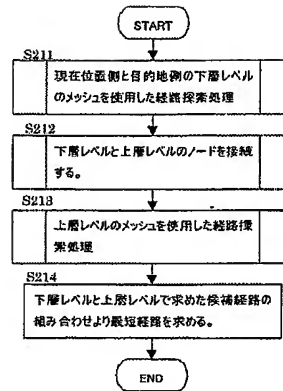 START
S211
現在位置側と目的地側の下層レベル
のメッシュを使用した経路探索処理
S212
下層レベルと上層レベルのノードを接続
する。
S213
上層レベルのメッシュを使用した経路探
索処理
S214
下層レベルと上層レベルで求めた候補経路の
組み合わせより最短経路を求める。
END